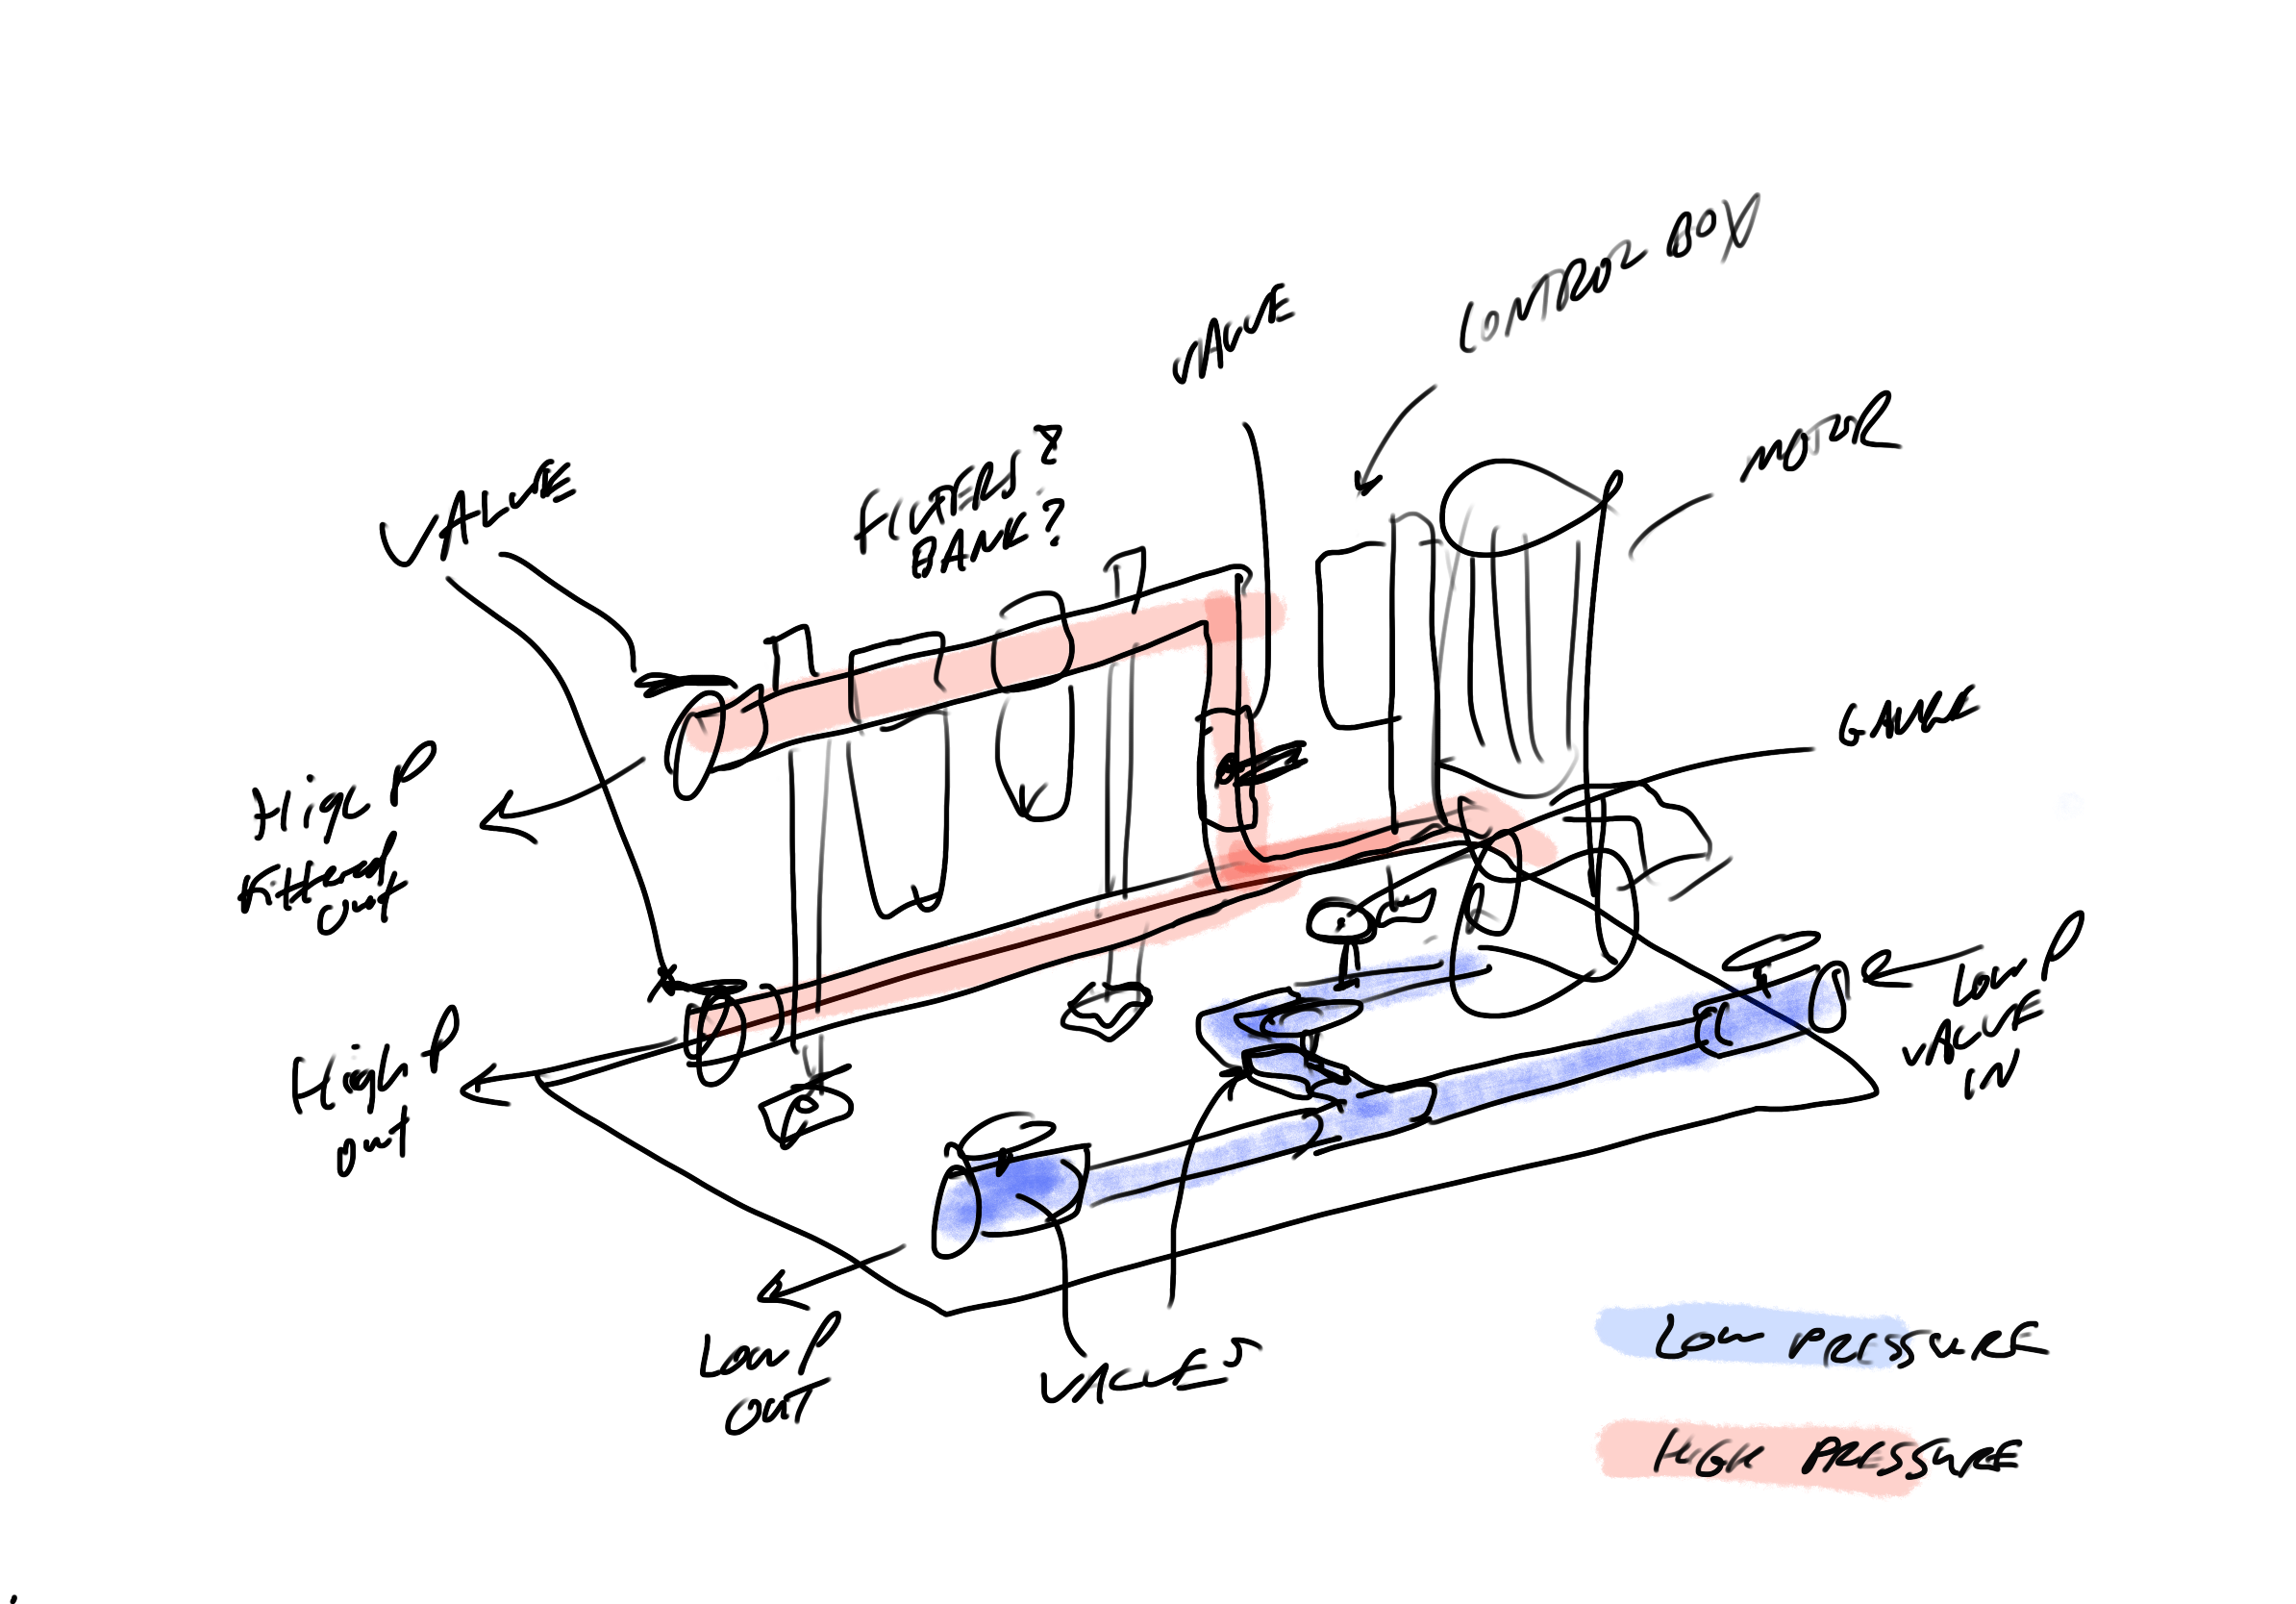 CONTROL BOX
VALVE
MOTOR
FILTERS?
BANK?
VALVE
GAUGE
High P
Filtered
Out
Low P
VALVE
IN
High P
Out
Low P
OUT
VALVES
LOW PRESSURE
HIGH PRESSURE